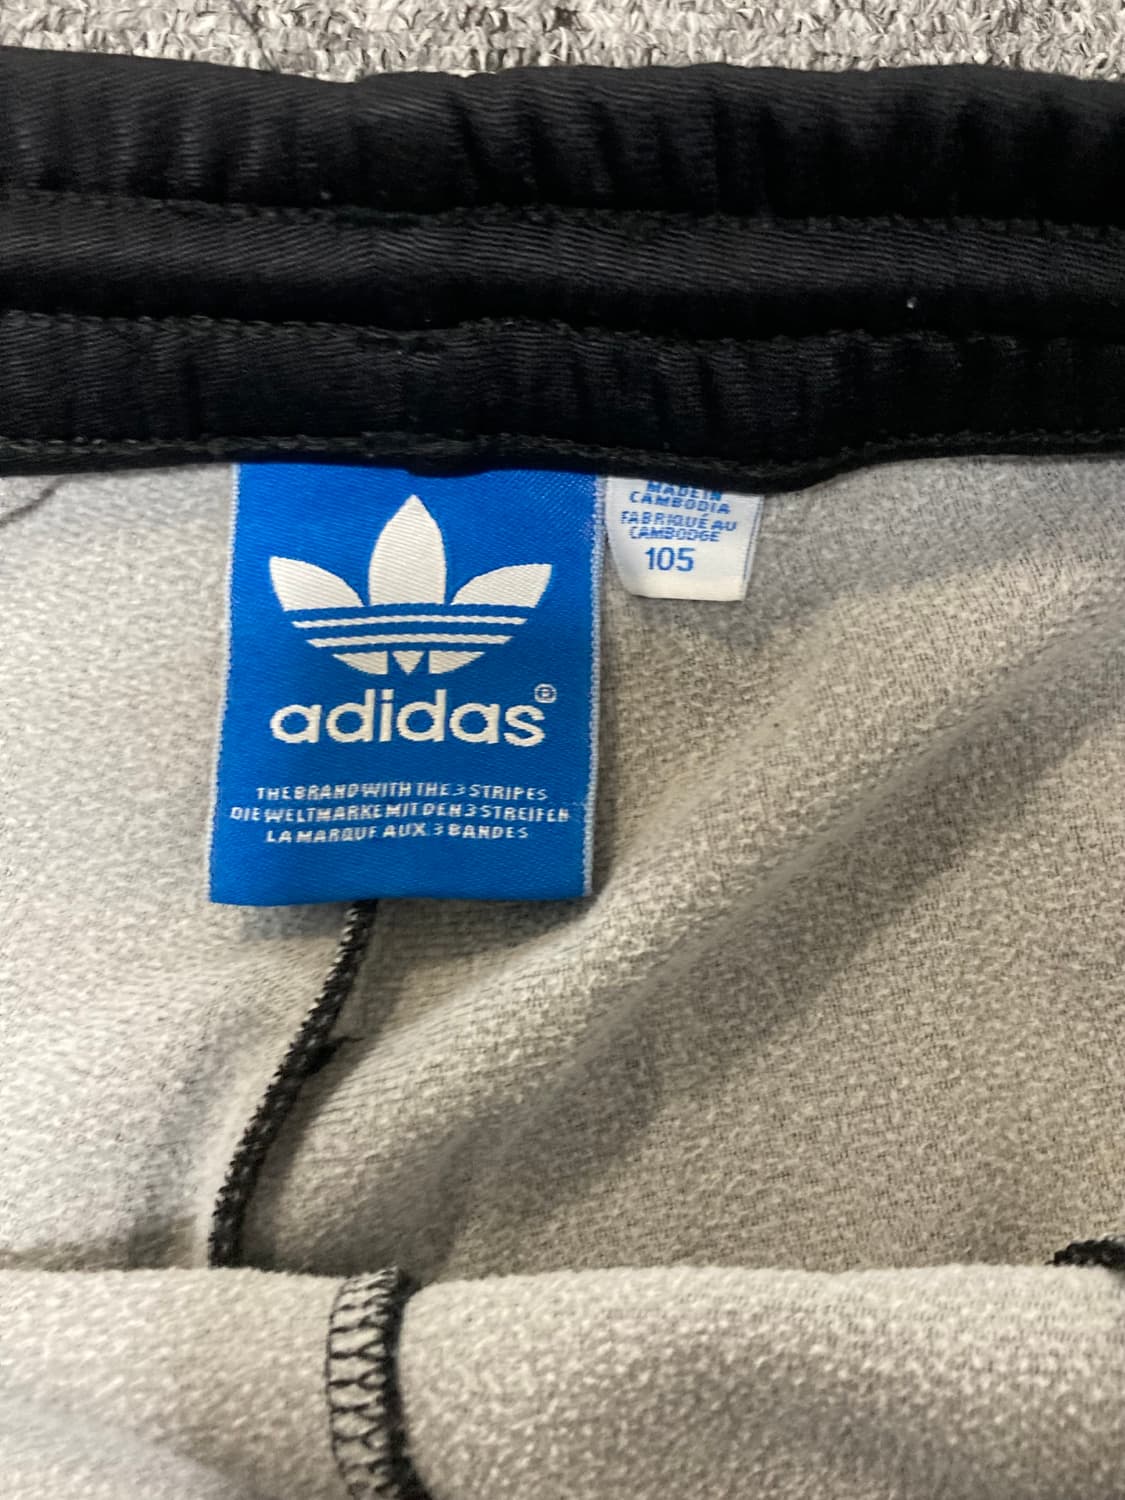 adidas®
THE BRAND WITH THE 3 STRIPES
DIE WELTMARKE MIT DEN 3 STREIFEN
LA MARQUE AUX 3 BANDES
MADE IN
CAMBODIA
FABRIQUÉ AU
CAMBODGE
105